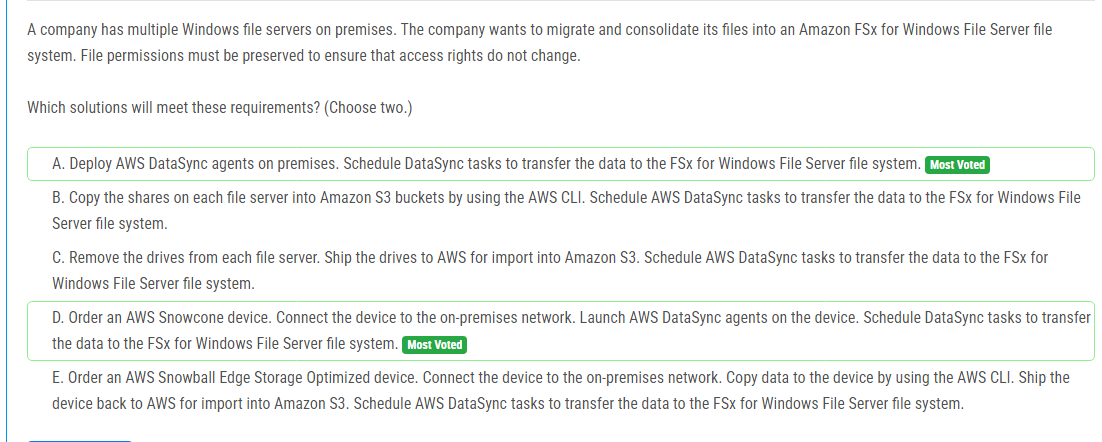 A company has multiple Windows file servers on premises. The company wants to migrate and consolidate its files into an Amazon FSx for Windows File Server file
system. File permissions must be preserved to ensure that access rights do not change.
Which solutions will meet these requirements? (Choose two.)
A. Deploy AWS DataSync agents on premises. Schedule DataSync tasks to transfer the data to the FSx for Windows File Server file system. Most Voted
B. Copy the shares on each file server into Amazon S3 buckets by using the AWS CLI. Schedule AWS DataSync tasks to transfer the data to the FSx for Windows File
Server file system.
C. Remove the drives from each file server. Ship the drives to AWS for import into Amazon S3. Schedule AWS DataSync tasks to transfer the data to the FSx for
Windows File Server file system.
D. Order an AWS Snowcone device. Connect the device to the on-premises network. Launch AWS DataSync agents on the device. Schedule DataSync tasks to transfer
the data to the FSx for Windows File Server file system. Most Voted
E. Order an AWS Snowball Edge Storage Optimized device. Connect the device to the on-premises network. Copy data to the device by using the AWS CLI. Ship the
device back to AWS for import into Amazon S3. Schedule AWS DataSync tasks to transfer the data to the FSx for Windows File Server file system.